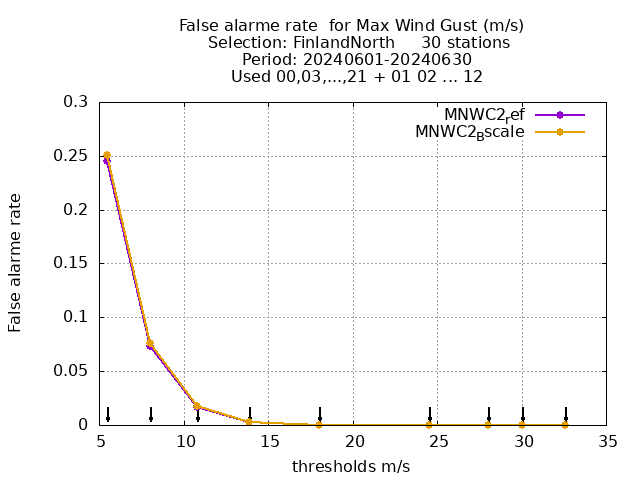 False alarme rate  for Max Wind Gust (m/s)
Selection: FinlandNorth     30 stations
Period: 20240601-20240630
Used 00,03,...,21 + 01 02 ... 12
MNWC2ref
MNWC2Bscale
False alarme rate
0.3
0.25
0.2
0.15
0.1
0.05
0
5 10 15 20 25 30 35
thresholds m/s